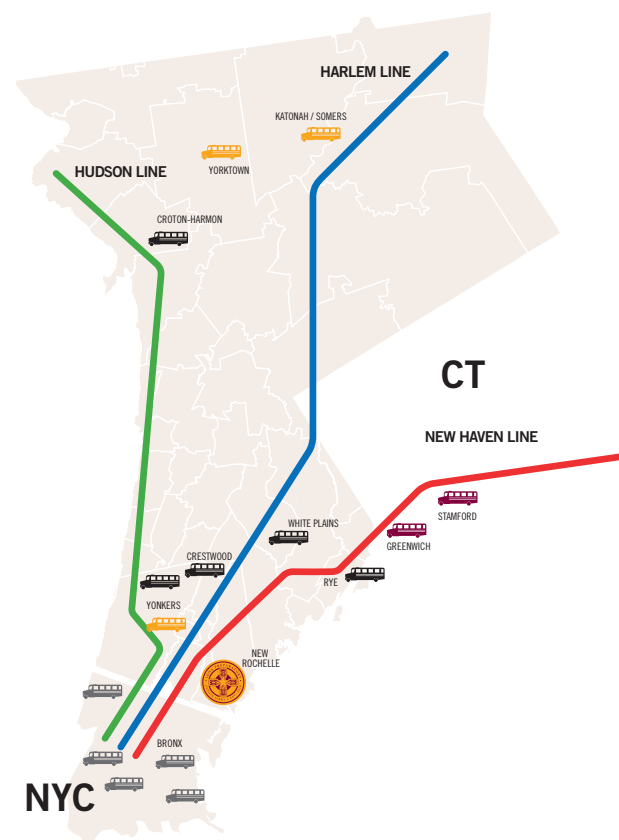 HARLEM LINE
KATONAH / SOMERS
HUDSON LINE
YORKTOWN
CROTON-HARMON
CT
NEW HAVEN LINE
STAMFORD
WHITE PLAINS
GREENWICH
CRESTWOOD
RYE
YONKERS
NEW
ROCHELLE
BRONX
NYC